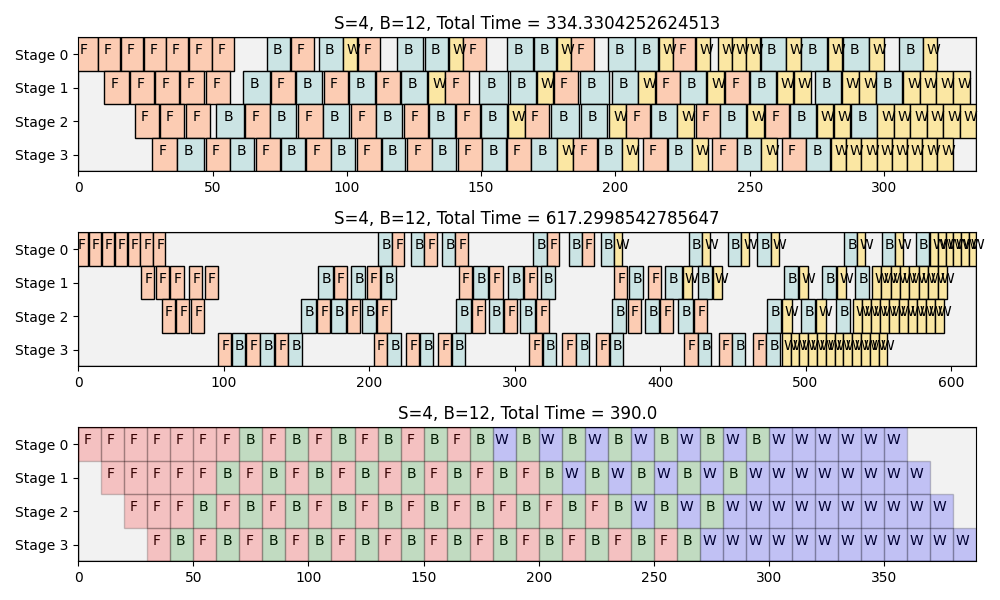 S=4, B=12, Total Time = 334.3304252624513
Stage 0 F F F F F F F B F B W F B B W F B B W F B B W F W W W W B W B W B W B W
Stage 1 F F F F F B F B F B F B W F B B W F B B W F B W F B W W B W W B W W W W
Stage 2 F F F B F B F B F B F B F B W F B B W F B W F B W F B W W B W W W W W W
Stage 3 F B F B F B F B F B F B F B F B W F B W F B W F B W F B W W W W W W W W
0 50 100 150 200 250 300
S=4, B=12, Total Time = 617.2998542785647
Stage 0 F F F F F F F B F B F B F B F B F B W B W B W B W B W B W B W W W W W W
Stage 1 F F F F F B F B F B F B F B F B F B F B W B W B W B W B W W W W W W W W
Stage 2 F F F B F B F B F B F B F B F B F B F B F B W B W B W W W W W W W W W W
Stage 3 F B F B F B F B F B F B F B F B F B F B F B F B W W W W W W W W W W W W
0 100 200 300 400 500 600
S=4, B=12, Total Time = 390.0
Stage 0 F F F F F F F B F B F B F B F B F B W B W B W B W B W B W B W W W W W W
Stage 1 F F F F F B F B F B F B F B F B F B F B W B W B W B W B W W W W W W W W
Stage 2 F F F B F B F B F B F B F B F B F B F B F B W B W B W W W W W W W W W W
Stage 3 F B F B F B F B F B F B F B F B F B F B F B F B W W W W W W W W W W W W
0 50 100 150 200 250 300 350